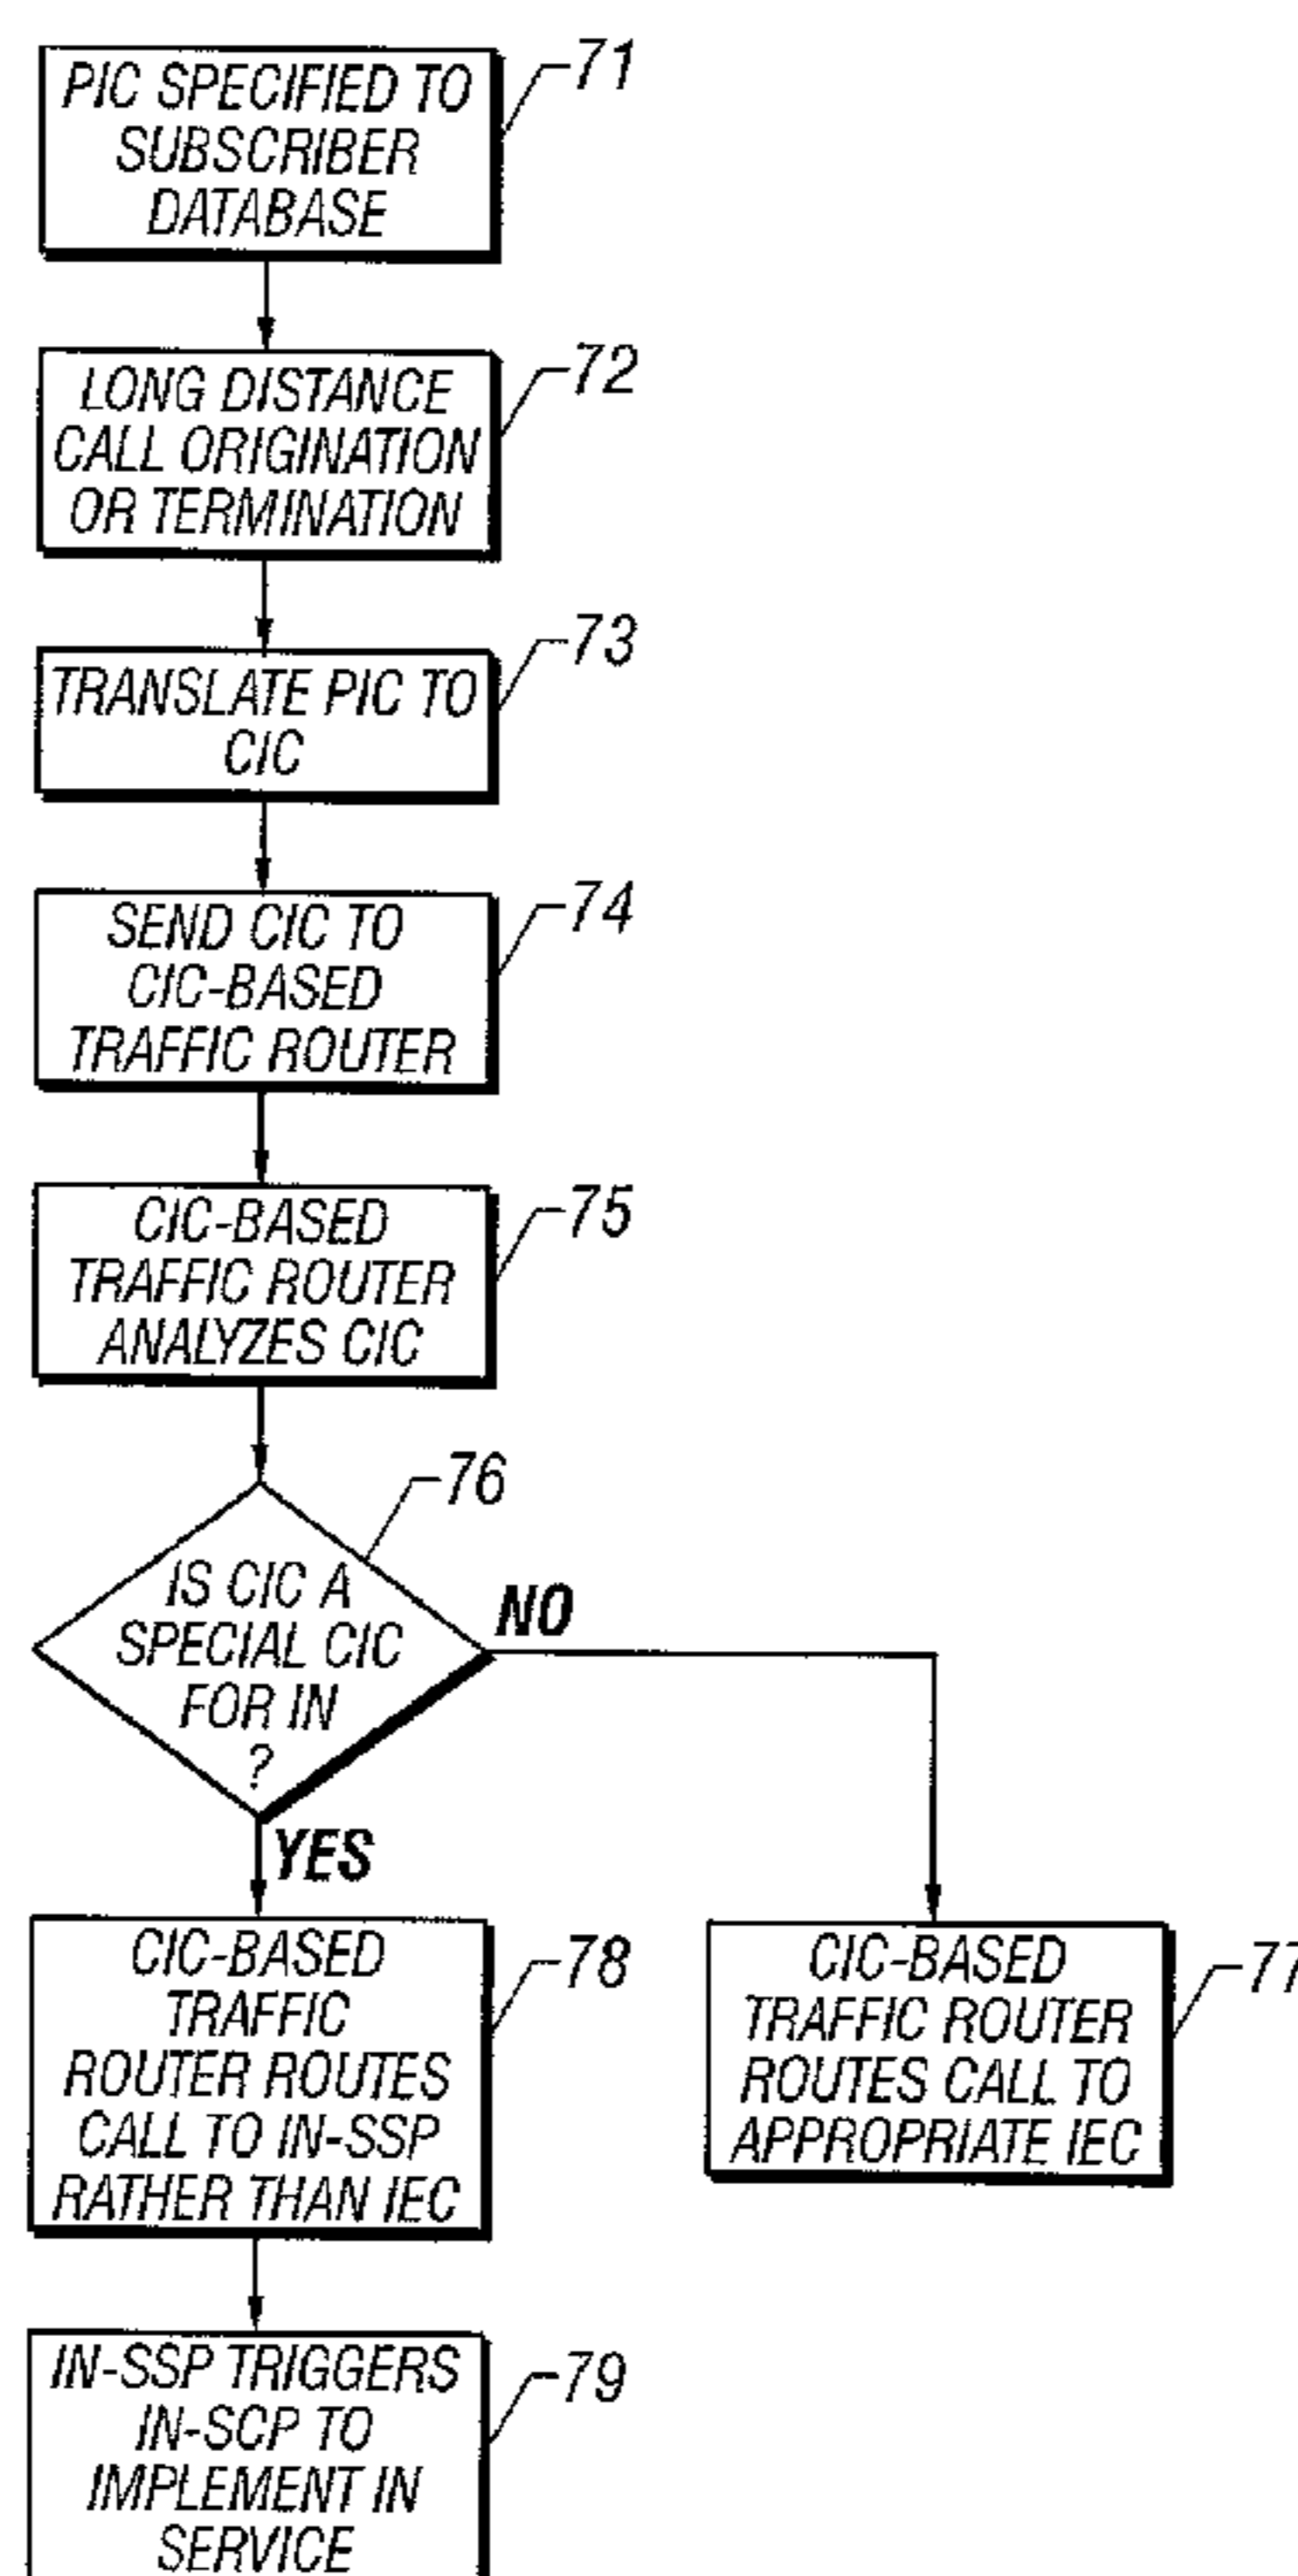 PIC SPECIFIED TO
SUBSCRIBER
DATABASE
71
LONG DISTANCE
CALL ORIGINATION
OR TERMINATION
72
TRANSLATE PIC TO
CIC
73
SEND CIC TO
CIC-BASED
TRAFFIC ROUTER
74
CIC-BASED
TRAFFIC ROUTER
ANALYZES CIC
75
IS CIC A
SPECIAL CIC
FOR IN
?
76
NO
YES
CIC-BASED
TRAFFIC
ROUTER ROUTES
CALL TO IN-SSP
RATHER THAN IEC
78
CIC-BASED
TRAFFIC ROUTER
ROUTES CALL TO
APPROPRIATE IEC
77
IN-SSP TRIGGERS
IN-SCP TO
IMPLEMENT IN
SERVICE
79